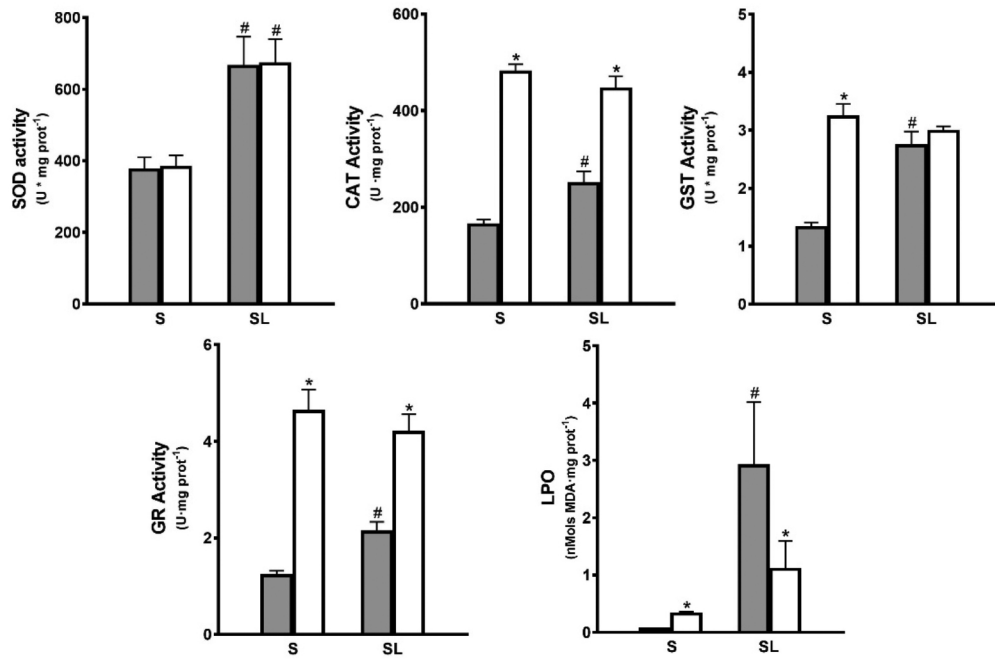 SOD activity
(U * mg prot⁻¹)
800
600
400
200
0
# #
S SL
CAT Activity
(U ·mg prot⁻¹)
600
400
200
0
* # *
S SL
GST Activity
(U * mg prot⁻¹)
5
4
3
2
1
0
* #
S SL
GR Activity
(U·mg prot⁻¹)
6
4
2
0
* # *
S SL
LPO
(nMols MDA·mg prot⁻¹)
5
4
3
2
1
0
* # *
S SL